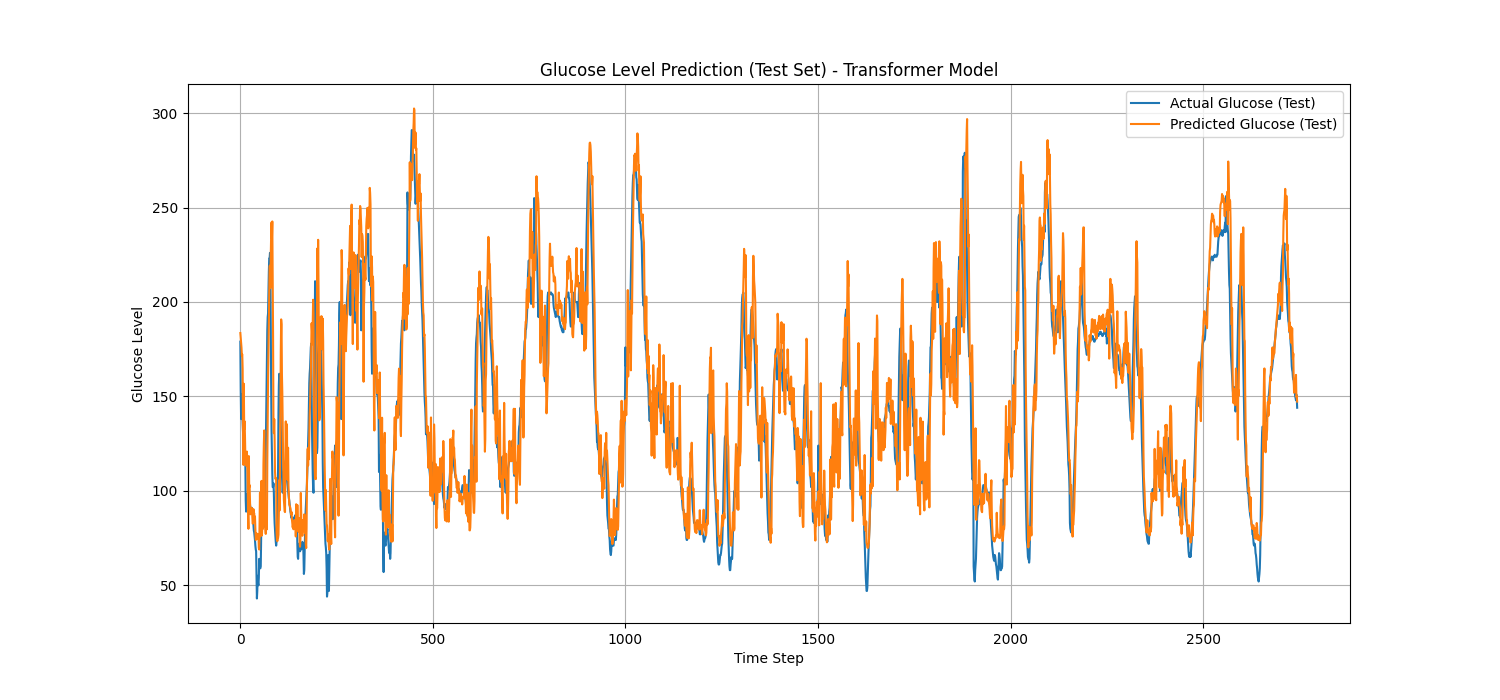 Glucose Level Prediction (Test Set) - Transformer Model
Actual Glucose (Test)
Predicted Glucose (Test)
Glucose Level
300
250
200
150
100
50
0
500
1000
1500
2000
2500
Time Step